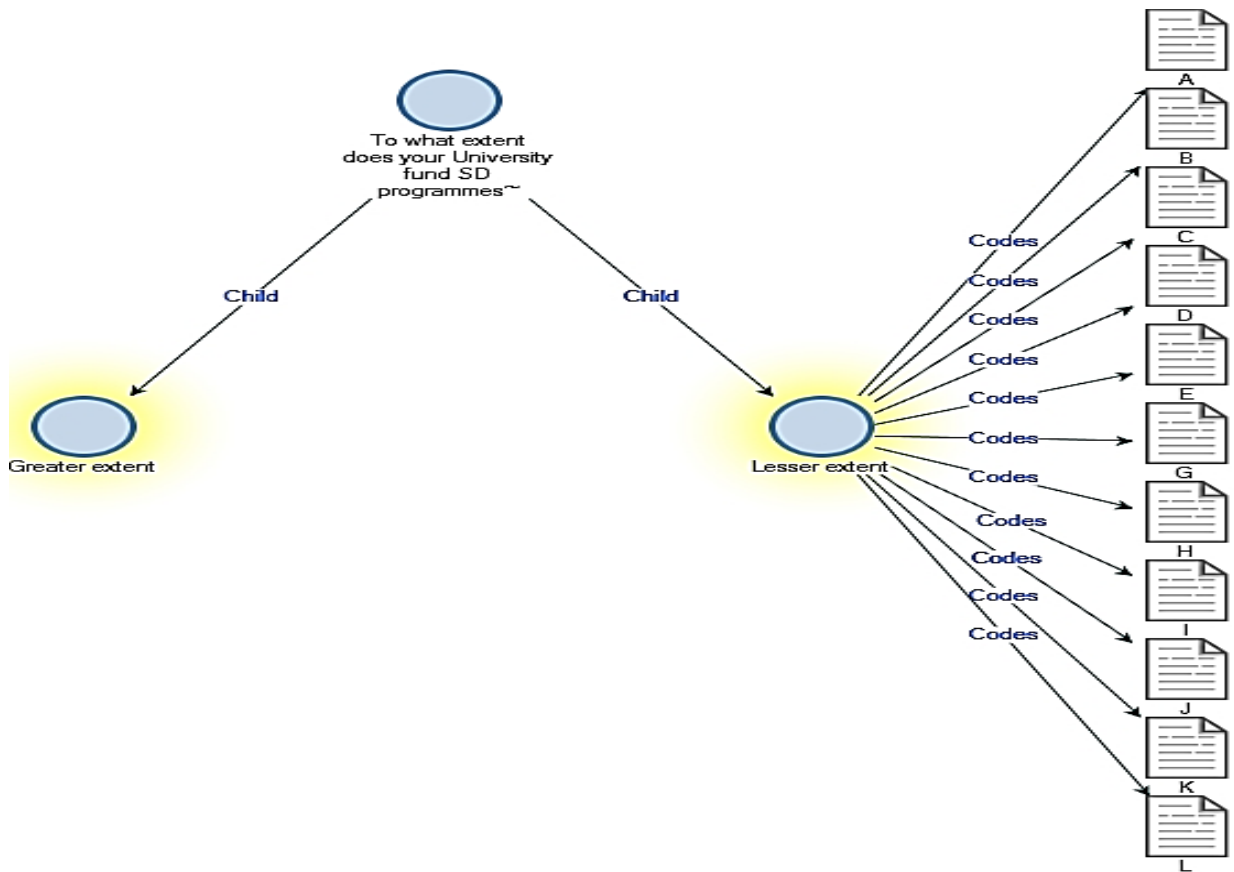 To what extent
does your University
fund SD
programmes~
Child
Child
Greater extent
Lesser extent
Codes
Codes
Codes
Codes
Codes
Codes
Codes
Codes
Codes
Codes
Codes
A
B
C
D
E
G
H
I
J
K
L